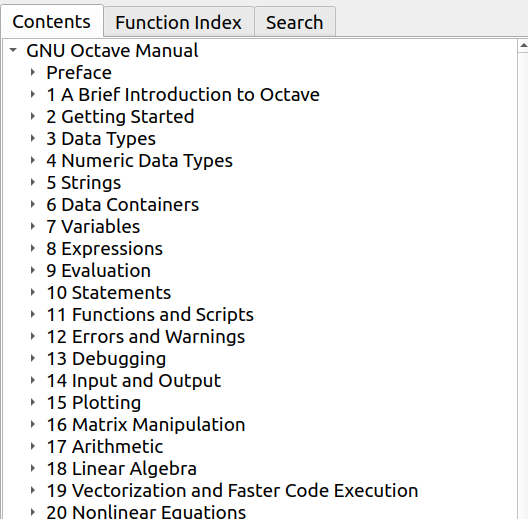 Contents Function Index Search
GNU Octave Manual
Preface
1 A Brief Introduction to Octave
2 Getting Started
3 Data Types
4 Numeric Data Types
5 Strings
6 Data Containers
7 Variables
8 Expressions
9 Evaluation
10 Statements
11 Functions and Scripts
12 Errors and Warnings
13 Debugging
14 Input and Output
15 Plotting
16 Matrix Manipulation
17 Arithmetic
18 Linear Algebra
19 Vectorization and Faster Code Execution
20 Nonlinear Equations